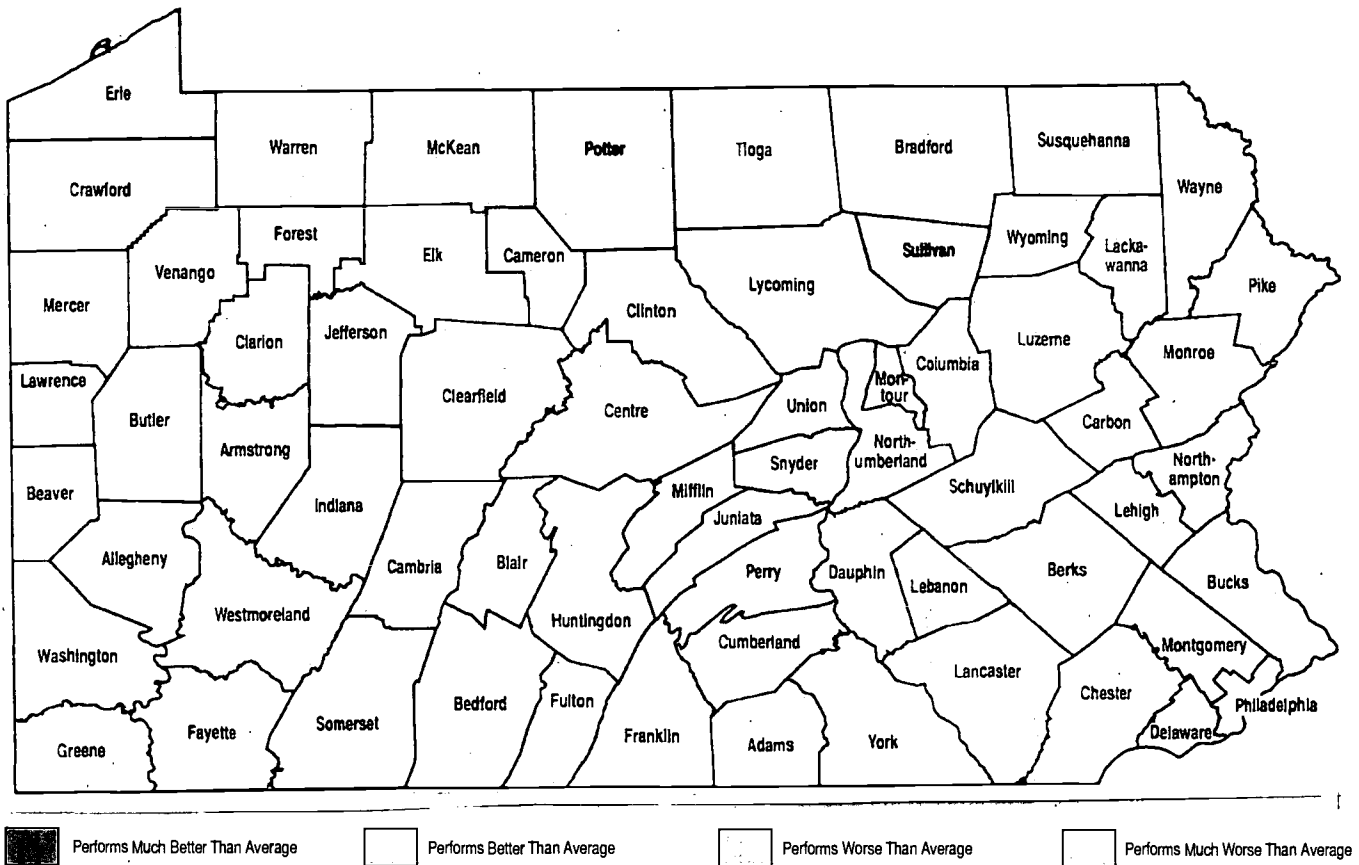 Erie
Warren
McKean
Potter
Tioga
Bradford
Susquehanna
Wayne
Crawford
Forest
Elk
Cameron
Sullivan
Wyoming
Lacka-
wanna
Venango
Mercer
Clarion
Jefferson
Clinton
Lycoming
Luzerne
Pike
Monroe
Lawrence
Butler
Clearfield
Centre
Union
Mon-
tour
Columbia
Carbon
Armstrong
Beaver
Indiana
Mifflin
Snyder
North-
umberland
Schuylkill
North-
ampton
Lehigh
Juniata
Allegheny
Cambria
Blair
Perry
Dauphin
Lebanon
Berks
Bucks
Westmoreland
Huntingdon
Cumberland
Washington
Montgomery
Lancaster
Chester
Philadelphia
Greene
Fayette
Somerset
Bedford
Fulton
Franklin
Adams
York
Delaware
Performs Much Better Than Average
Performs Better Than Average
Performs Worse Than Average
Performs Much Worse Than Average